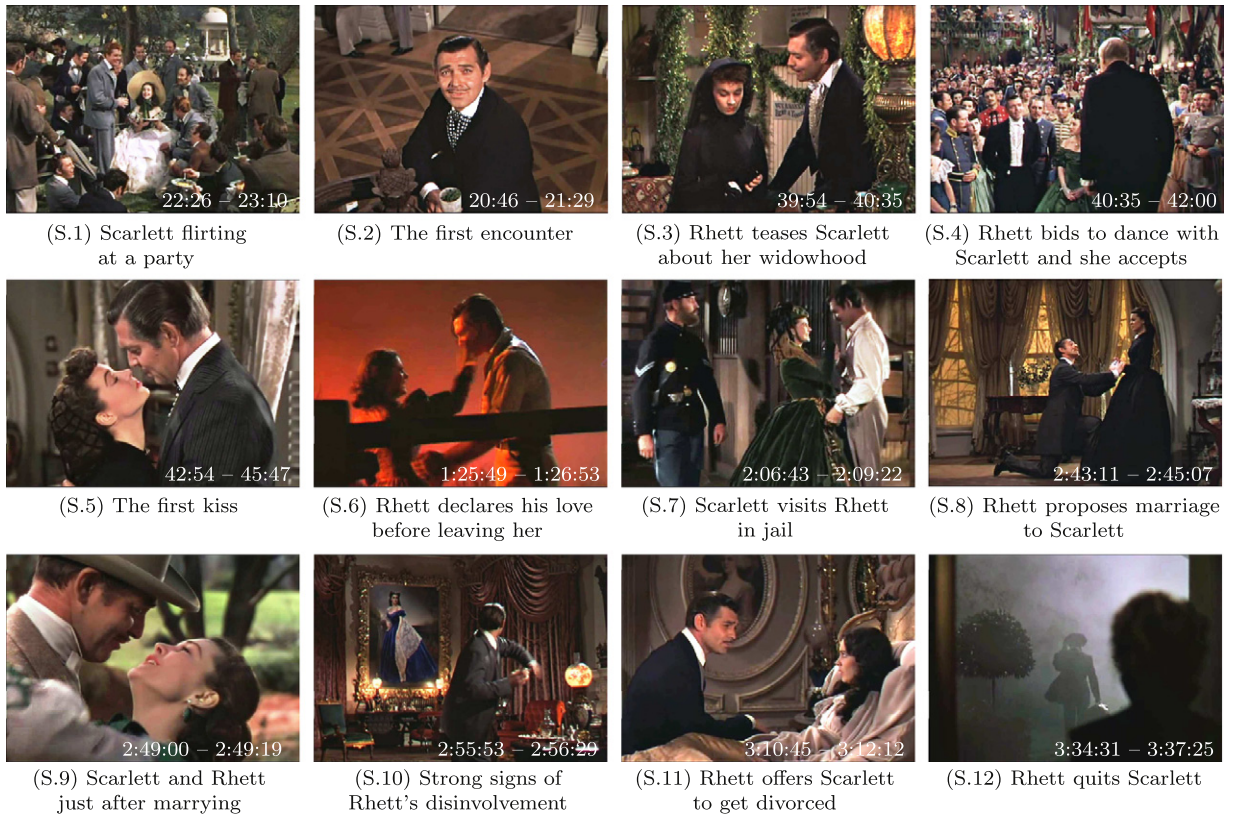 22:26 – 23:10
20:46 – 21:29
39:54 – 40:35
40:35 – 42:00
(S.1) Scarlett flirting
at a party
(S.2) The first encounter
(S.3) Rhett teases Scarlett
about her widowhood
(S.4) Rhett bids to dance with
Scarlett and she accepts
42:54 – 45:47
1:25:49 – 1:26:53
2:06:43 – 2:09:22
2:43:11 – 2:45:07
(S.5) The first kiss
(S.6) Rhett declares his love
before leaving her
(S.7) Scarlett visits Rhett
in jail
(S.8) Rhett proposes marriage
to Scarlett
2:49:00 – 2:49:19
2:55:53 – 2:56:29
3:10:45 – 3:12:12
3:34:31 – 3:37:25
(S.9) Scarlett and Rhett
just after marrying
(S.10) Strong signs of
Rhett's disinvolvement
(S.11) Rhett offers Scarlett
to get divorced
(S.12) Rhett quits Scarlett